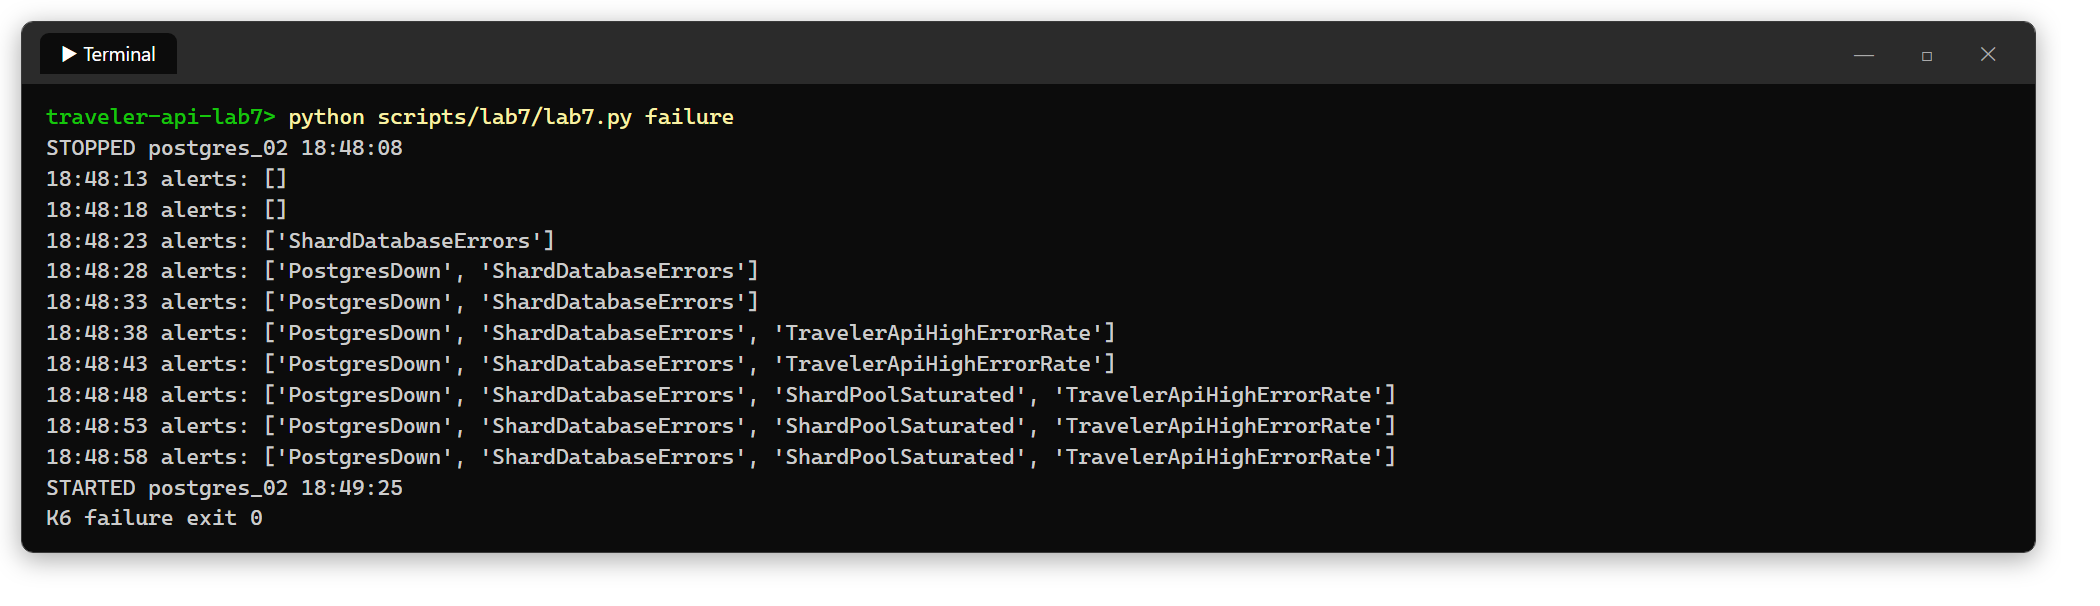 ▶ Terminal
traveler-api-lab7> python scripts/lab7/lab7.py failure
STOPPED postgres_02 18:48:08
18:48:13 alerts: []
18:48:18 alerts: []
18:48:23 alerts: ['ShardDatabaseErrors']
18:48:28 alerts: ['PostgresDown', 'ShardDatabaseErrors']
18:48:33 alerts: ['PostgresDown', 'ShardDatabaseErrors']
18:48:38 alerts: ['PostgresDown', 'ShardDatabaseErrors', 'TravelerApiHighErrorRate']
18:48:43 alerts: ['PostgresDown', 'ShardDatabaseErrors', 'TravelerApiHighErrorRate']
18:48:48 alerts: ['PostgresDown', 'ShardDatabaseErrors', 'ShardPoolSaturated', 'TravelerApiHighErrorRate']
18:48:53 alerts: ['PostgresDown', 'ShardDatabaseErrors', 'ShardPoolSaturated', 'TravelerApiHighErrorRate']
18:48:58 alerts: ['PostgresDown', 'ShardDatabaseErrors', 'ShardPoolSaturated', 'TravelerApiHighErrorRate']
STARTED postgres_02 18:49:25
K6 failure exit 0